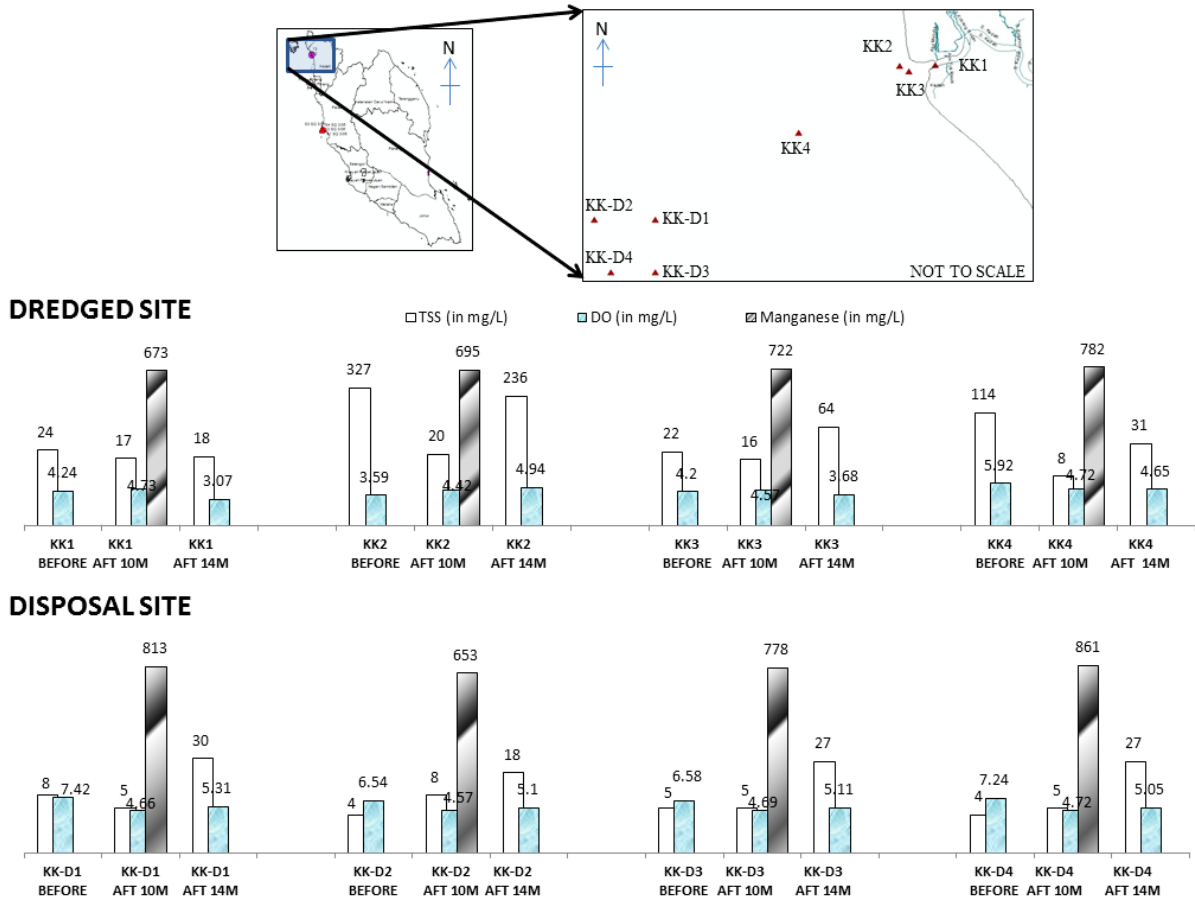 N
N
KK2
KK1
KK3
KK4
KK-D2
KK-D1
KK-D4
KK-D3
NOT TO SCALE
DREDGED SITE
TSS (in mg/L) DO (in mg/L) Manganese (in mg/L)
24 4.24 17 4.73 673 18 3.07
327 3.59 20 4.42 695 236 4.94
22 4.2 16 4.57 722 64 3.68
114 5.92 8 4.72 782 31 4.65
KK1 KK1 KK1 KK2 KK2 KK2 KK3 KK3 KK3 KK4 KK4 KK4
BEFORE AFT 10M AFT 14M BEFORE AFT 10M AFT 14M BEFORE AFT 10M AFT 14M BEFORE AFT 10M AFT 14M
DISPOSAL SITE
8 7.42 5 4.66 813 30 5.31
4 6.54 8 4.57 653 18 5.1
5 6.58 5 4.69 778 27 5.11
4 7.24 5 4.72 861 27 5.05
KK-D1 KK-D1 KK-D1 KK-D2 KK-D2 KK-D2 KK-D3 KK-D3 KK-D3 KK-D4 KK-D4 KK-D4
BEFORE AFT 10M AFT 14M BEFORE AFT 10M AFT 14M BEFORE AFT 10M AFT 14M BEFORE AFT 10M AFT 14M